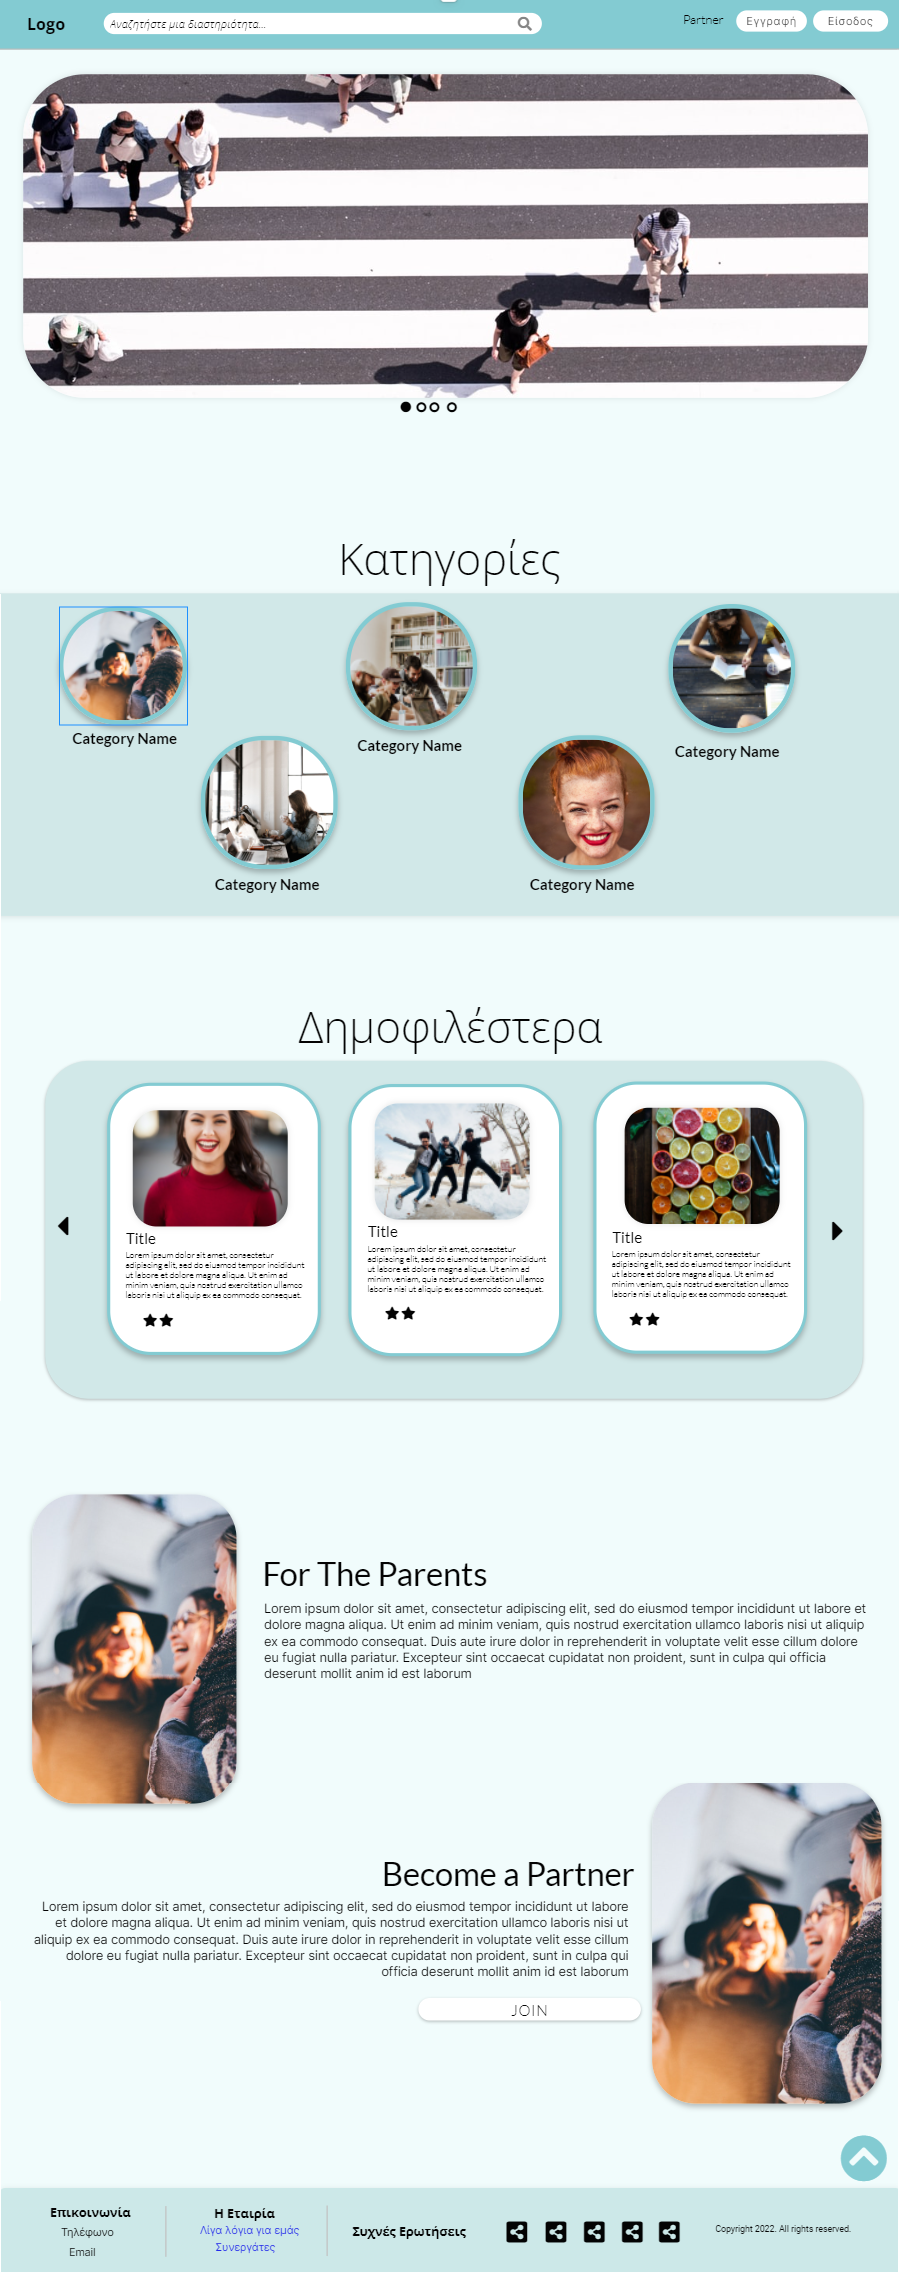 Logo
Αναζητήστε μια διαστηριότητα...
Partner
Εγγραφή
Είσοδος
Κατηγορίες
Category Name
Category Name
Category Name
Category Name
Category Name
Δημοφιλέστερα
Title
Lorem ipsum dolor sit amet, consectetur
adipiscing elit, sed do eiusmod tempor incididunt
ut labore et dolore magna aliqua. Ut enim ad
minim veniam, quis nostrud exercitation ullamco
laboris nisi ut aliquip ex ea commodo consequat.
Title
Lorem ipsum dolor sit amet, consectetur
adipiscing elit, sed do eiusmod tempor incididunt
ut labore et dolore magna aliqua. Ut enim ad
minim veniam, quis nostrud exercitation ullamco
laboris nisi ut aliquip ex ea commodo consequat.
Title
Lorem ipsum dolor sit amet, consectetur
adipiscing elit, sed do eiusmod tempor incididunt
ut labore et dolore magna aliqua. Ut enim ad
minim veniam, quis nostrud exercitation ullamco
laboris nisi ut aliquip ex ea commodo consequat.
For The Parents
Lorem ipsum dolor sit amet, consectetur adipiscing elit, sed do eiusmod tempor incididunt ut labore et
dolore magna aliqua. Ut enim ad minim veniam, quis nostrud exercitation ullamco laboris nisi ut aliquip
ex ea commodo consequat. Duis aute irure dolor in reprehenderit in voluptate velit esse cillum dolore
eu fugiat nulla pariatur. Excepteur sint occaecat cupidatat non proident, sunt in culpa qui officia
deserunt mollit anim id est laborum
Become a Partner
Lorem ipsum dolor sit amet, consectetur adipiscing elit, sed do eiusmod tempor incididunt ut labore
et dolore magna aliqua. Ut enim ad minim veniam, quis nostrud exercitation ullamco laboris nisi ut
aliquip ex ea commodo consequat. Duis aute irure dolor in reprehenderit in voluptate velit esse cillum
dolore eu fugiat nulla pariatur. Excepteur sint occaecat cupidatat non proident, sunt in culpa qui
officia deserunt mollit anim id est laborum
JOIN
Επικοινωνία
Τηλέφωνο
Email
Η Εταιρία
Λίγα λόγια για εμάς
Συνεργάτες
Συχνές Ερωτήσεις
Copyright 2022. All rights reserved.